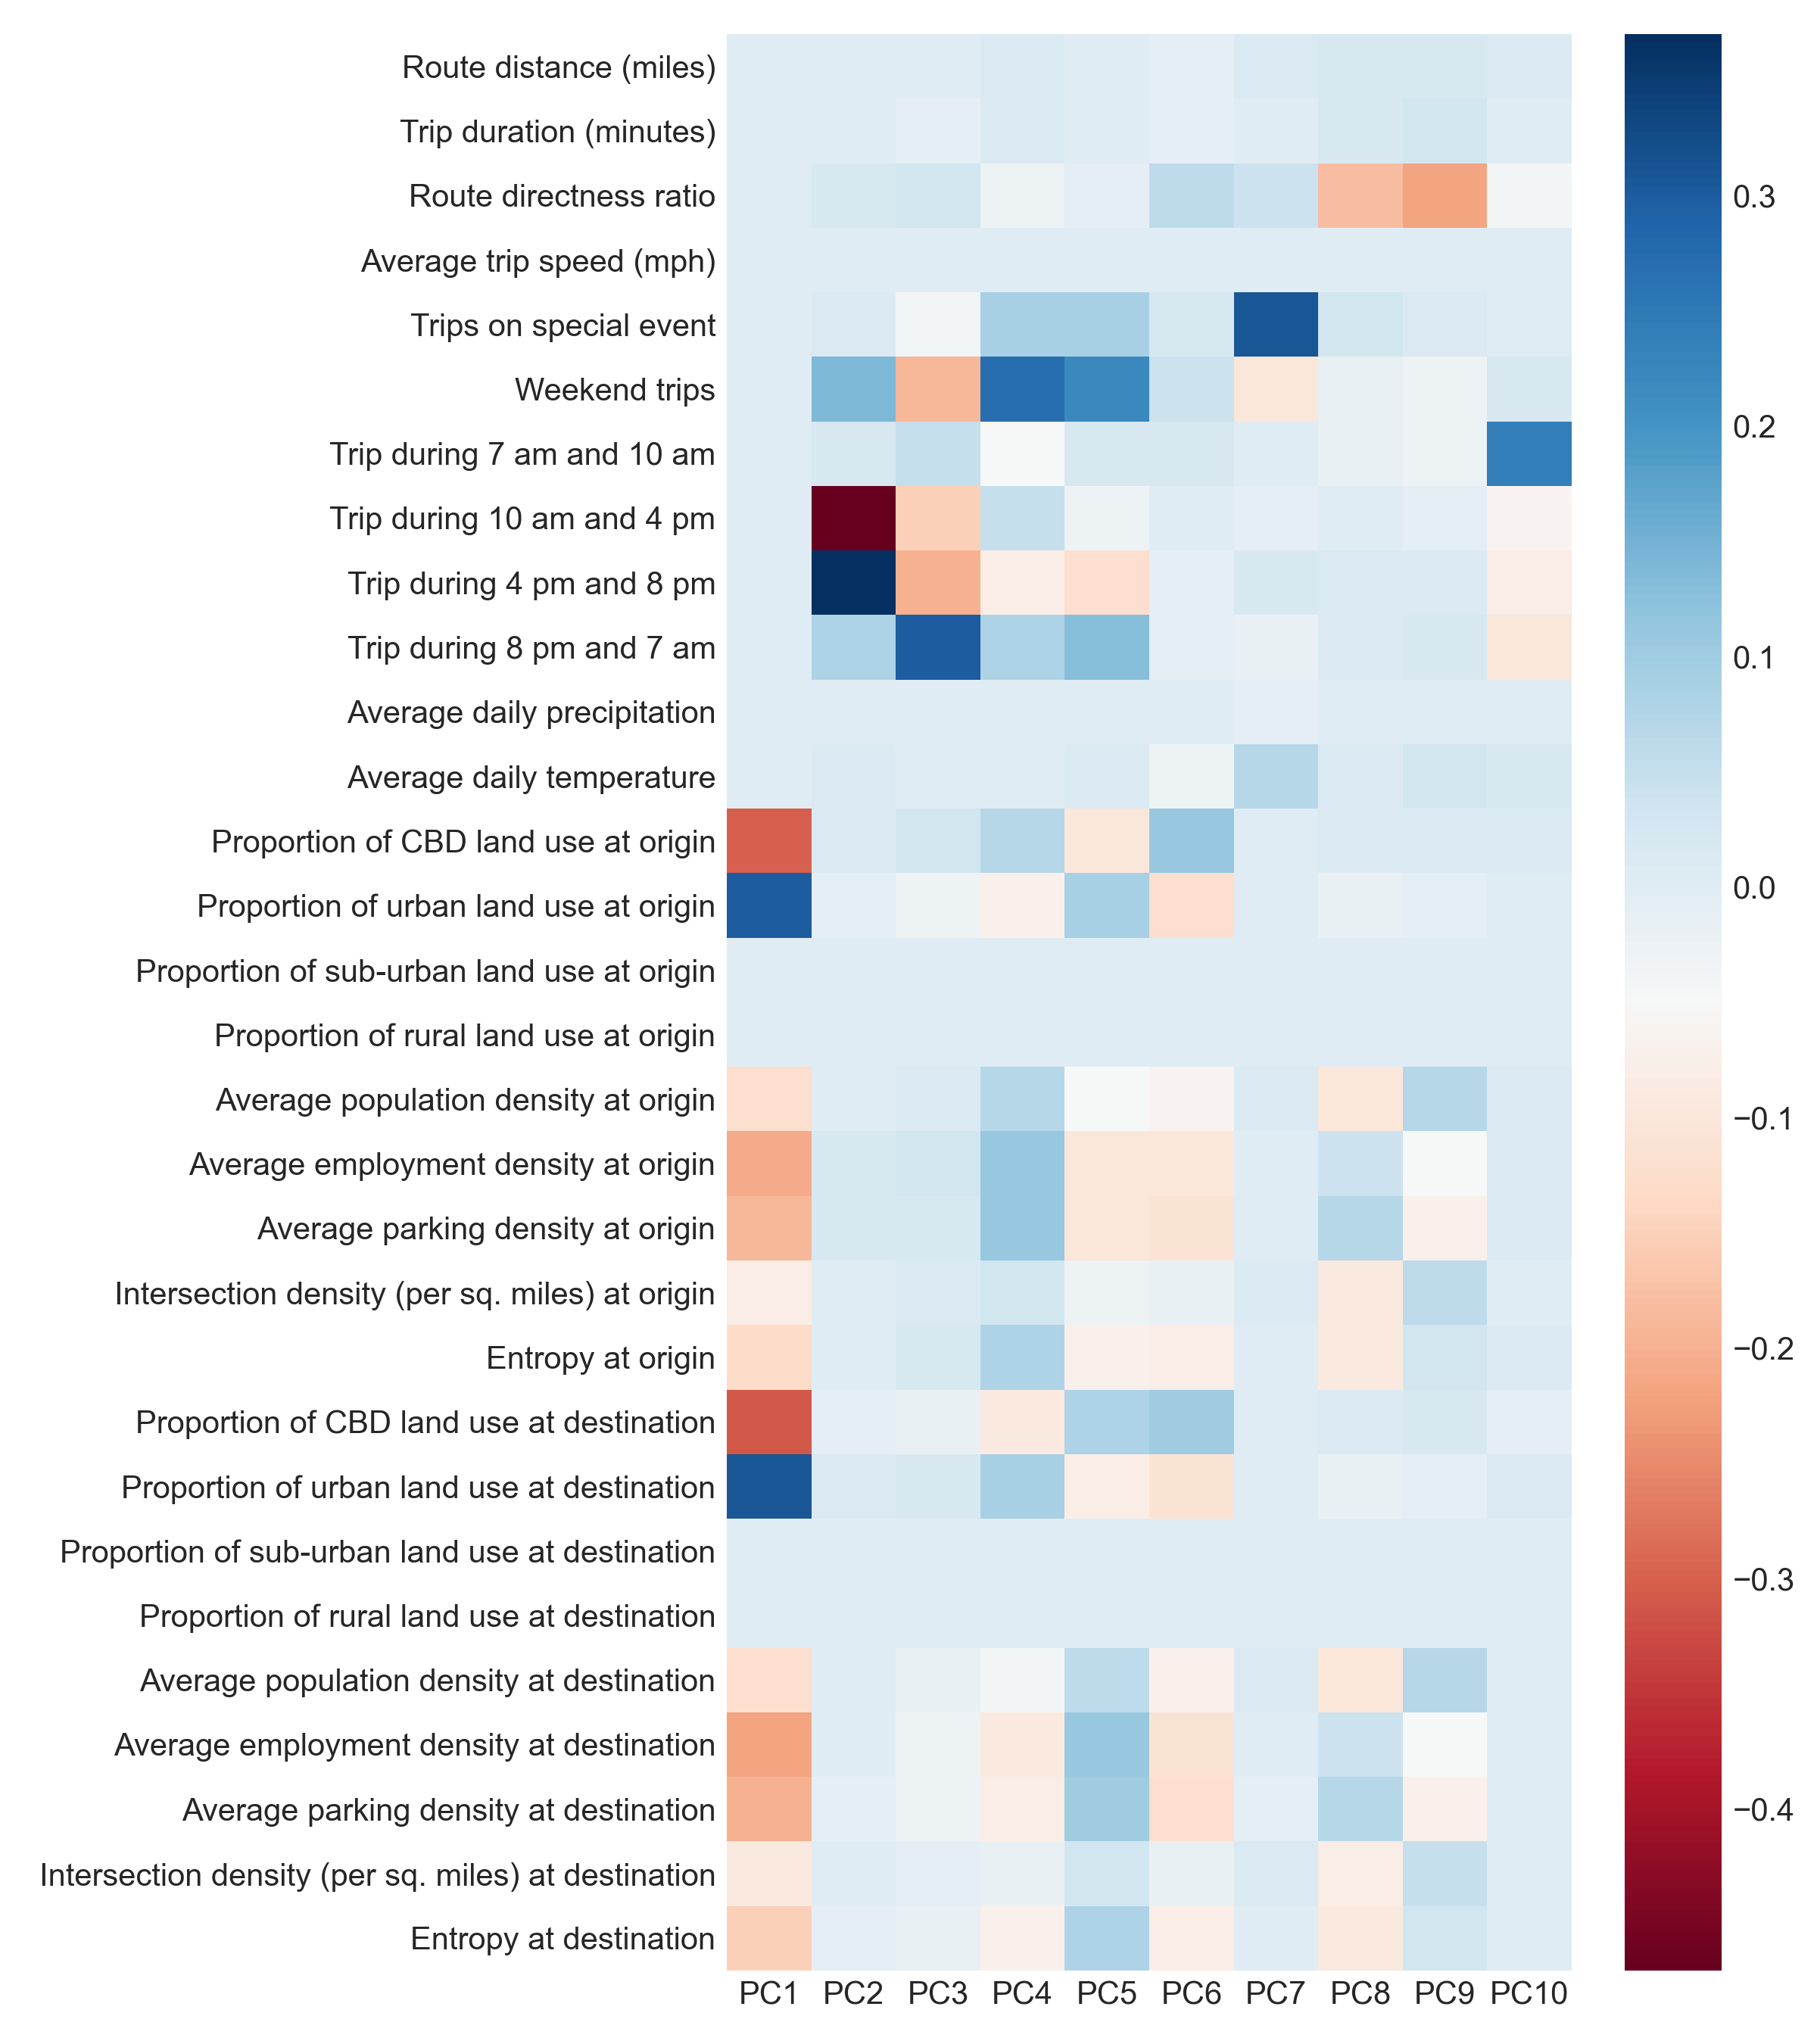 Route distance (miles)
Trip duration (minutes)
Route directness ratio
Average trip speed (mph)
Trips on special event
Weekend trips
Trip during 7 am and 10 am
Trip during 10 am and 4 pm
Trip during 4 pm and 8 pm
Trip during 8 pm and 7 am
Average daily precipitation
Average daily temperature
Proportion of CBD land use at origin
Proportion of urban land use at origin
Proportion of sub-urban land use at origin
Proportion of rural land use at origin
Average population density at origin
Average employment density at origin
Average parking density at origin
Intersection density (per sq. miles) at origin
Entropy at origin
Proportion of CBD land use at destination
Proportion of urban land use at destination
Proportion of sub-urban land use at destination
Proportion of rural land use at destination
Average population density at destination
Average employment density at destination
Average parking density at destination
Intersection density (per sq. miles) at destination
Entropy at destination
PC1 PC2 PC3 PC4 PC5 PC6 PC7 PC8 PC9 PC10
0.3
0.2
0.1
0.0
−0.1
−0.2
−0.3
−0.4